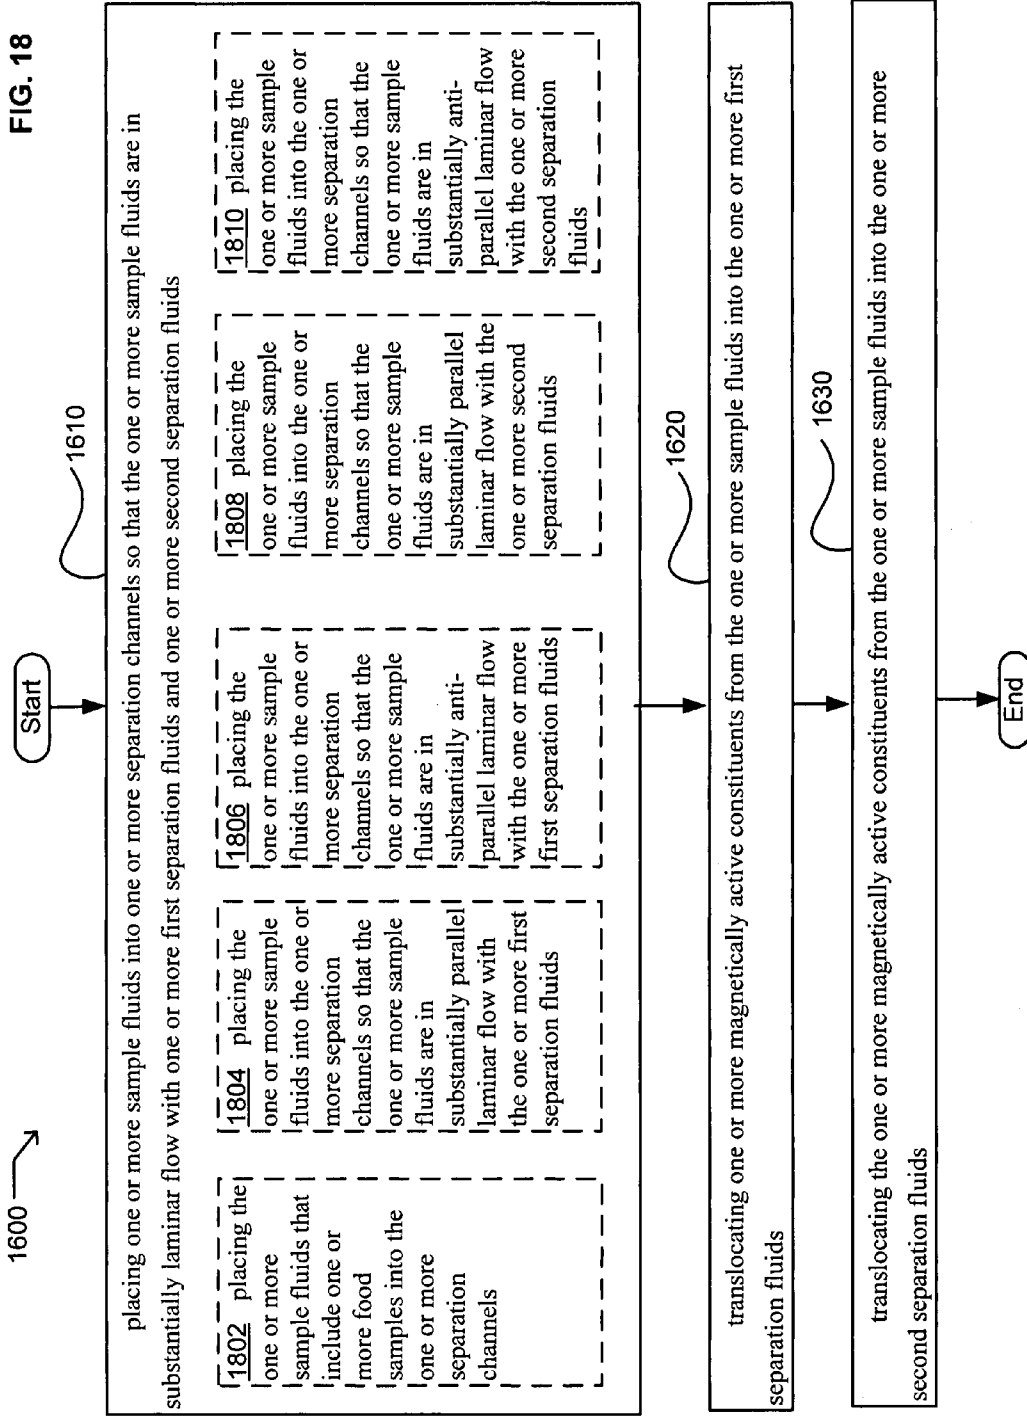 FIG. 18
1600
Start
1610
placing one or more sample fluids into one or more separation channels so that the one or more sample fluids are in
substantially laminar flow with one or more first separation fluids and one or more second separation fluids
1802 placing the
one or more
sample fluids that
include one or
more food
samples into the
one or more
separation
channels
1804 placing the
one or more sample
fluids into the one or
more separation
channels so that the
one or more sample
fluids are in
substantially parallel
laminar flow with
the one or more first
separation fluids
1806 placing the
one or more sample
fluids into the one or
more separation
channels so that the
one or more sample
fluids are in
substantially anti-
parallel laminar flow
with the one or more
first separation fluids
1808 placing the
one or more sample
fluids into the one or
more separation
channels so that the
one or more sample
fluids are in
substantially parallel
laminar flow with the
one or more second
separation fluids
1810 placing the
one or more sample
fluids into the one or
more separation
channels so that the
one or more sample
fluids are in
substantially anti-
parallel laminar flow
with the one or more
second separation
fluids
1620
translocating one or more magnetically active constituents from the one or more sample fluids into the one or more first
separation fluids
1630
translocating the one or more magnetically active constituents from the one or more sample fluids into the one or more
second separation fluids
End